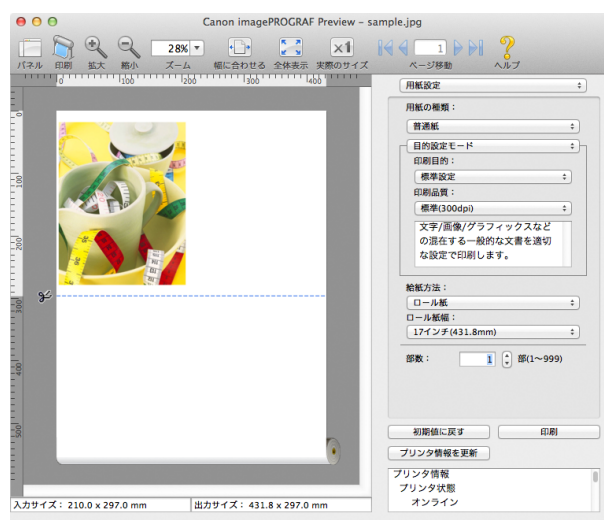 Canon imagePROGRAF Preview – sample.jpg
28%
1
パネル 印刷 拡大 縮小 ズーム 幅に合わせる 全体表示 実際のサイズ ページ移動 ヘルプ
0 100 200 300 400
0
100
200
300
400
500
用紙設定
用紙の種類：
普通紙
目的設定モード
印刷目的：
標準設定
印刷品質：
標準(300dpi)
文字/画像/グラフィックスなど
の混在する一般的な文書を適切
な設定で印刷します。
給紙方法：
ロール紙
ロール紙幅：
17インチ(431.8mm)
部数： 1 部(1〜999)
初期値に戻す 印刷
プリンタ情報を更新
プリンタ情報
プリンタ状態
オンライン
入力サイズ： 210.0 x 297.0 mm 出力サイズ： 431.8 x 297.0 mm